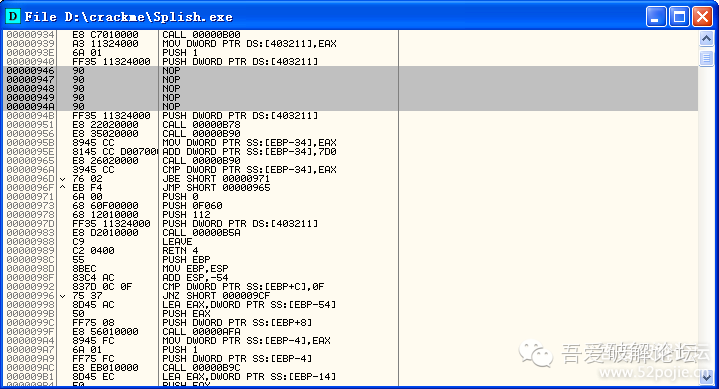 File D:\crackme\Splish.exe
00000934 E8 C7010000 CALL 00000B00
00000939 A3 11324000 MOV DWORD PTR DS:[403211],EAX
0000093E 6A 01 PUSH 1
00000940 FF35 11324000 PUSH DWORD PTR DS:[403211]
00000946 90 NOP
00000947 90 NOP
00000948 90 NOP
00000949 90 NOP
0000094A 90 NOP
0000094B FF35 11324000 PUSH DWORD PTR DS:[403211]
00000951 E8 22020000 CALL 00000B78
00000956 E8 35020000 CALL 00000B90
0000095B 8945 CC MOV DWORD PTR SS:[EBP-34],EAX
0000095E 8145 CC D007000 ADD DWORD PTR SS:[EBP-34],7D0
00000965 E8 26020000 CALL 00000B90
0000096A 3945 CC CMP DWORD PTR SS:[EBP-34],EAX
0000096D 76 02 JBE SHORT 00000971
0000096F EB F4 JMP SHORT 00000965
00000971 6A 00 PUSH 0
00000973 68 60F00000 PUSH 0F060
00000978 68 12010000 PUSH 112
0000097D FF35 11324000 PUSH DWORD PTR DS:[403211]
00000983 E8 D2010000 CALL 00000B5A
00000988 C9 LEAVE
00000989 C2 0400 RETN 4
0000098C 55 PUSH EBP
0000098D 8BEC MOV EBP,ESP
0000098F 83C4 AC ADD ESP,-54
00000992 837D 0C 0F CMP DWORD PTR SS:[EBP+C],0F
00000996 75 37 JNZ SHORT 000009CF
00000998 8D45 AC LEA EAX,DWORD PTR SS:[EBP-54]
0000099B 50 PUSH EAX
0000099C FF75 08 PUSH DWORD PTR SS:[EBP+8]
0000099F E8 56010000 CALL 00000AFA
000009A4 8945 FC MOV DWORD PTR SS:[EBP-4],EAX
000009A7 6A 01 PUSH 1
000009A9 FF75 FC PUSH DWORD PTR SS:[EBP-4]
000009AC E8 EB010000 CALL 00000B9C
000009B1 8D45 EC LEA EAX,DWORD PTR SS:[EBP-14]
000009B4 50 PUSH EAX
吾爱破解论坛
www.52pojie.cn